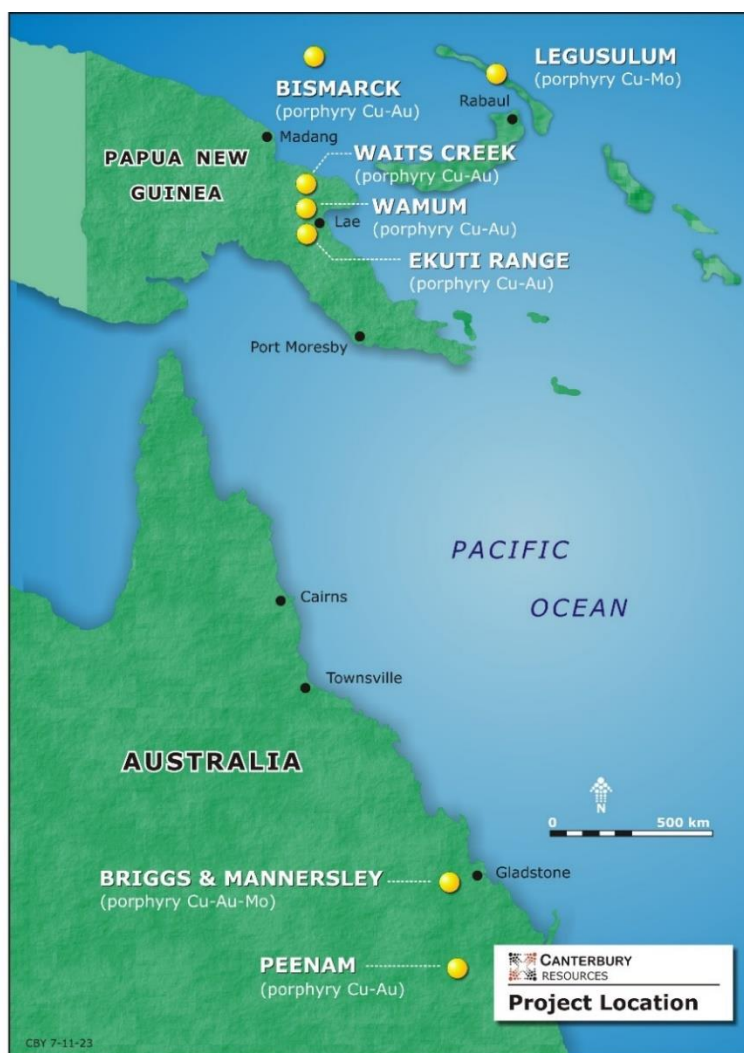 LEGUSULUM
(porphyry Cu-Mo)
BISMARCK
(porphyry Cu-Au)
Rabaul
Madang
PAPUA NEW
GUINEA
WAITS CREEK
(porphyry Cu-Au)
WAMUM
(porphyry Cu-Au)
Lae
EKUTI RANGE
(porphyry Cu-Au)
Port Moresby
PACIFIC
OCEAN
Cairns
Townsville
AUSTRALIA
N
0 500 km
BRIGGS & MANNERSLEY
(porphyry Cu-Au-Mo)
Gladstone
PEENAM
(porphyry Cu-Au)
CANTERBURY
RESOURCES
Project Location
CBY 7-11-23